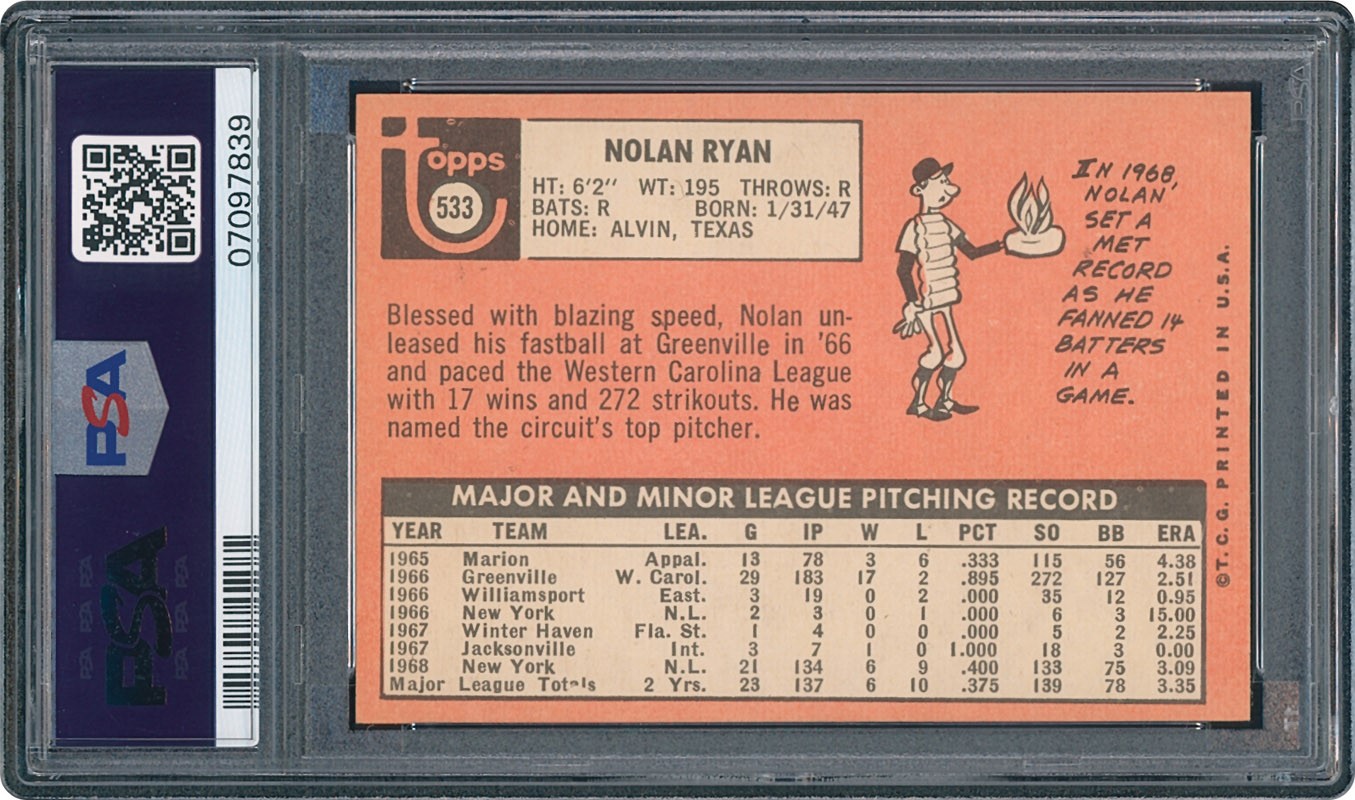 07097839
PSA
PSA
Topps
533
NOLAN RYAN
HT: 6'2" WT: 195 THROWS: R
BATS: R BORN: 1/31/47
HOME: ALVIN, TEXAS
Blessed with blazing speed, Nolan un-
leased his fastball at Greenville in '66
and paced the Western Carolina League
with 17 wins and 272 strikouts. He was
named the circuit's top pitcher.
IN 1968,
NOLAN
SET A
MET
RECORD
AS HE
FANNED 14
BATTERS
IN A
GAME.
MAJOR AND MINOR LEAGUE PITCHING RECORD
YEAR TEAM LEA. G IP W L PCT SO BB ERA
1965 Marion Appal. 13 78 3 6 .333 115 56 4.38
1966 Greenville W. Carol. 29 183 17 2 .895 272 127 2.51
1966 Williamsport East. 3 19 0 2 .000 35 12 0.95
1966 New York N.L. 2 3 0 1 .000 6 3 15.00
1967 Winter Haven Fla. St. 1 4 0 0 .000 5 2 2.25
1967 Jacksonville Int. 3 7 1 0 1.000 18 3 0.00
1968 New York N.L. 21 134 6 9 .400 133 75 3.09
Major League Totals 2 Yrs. 23 137 6 10 .375 139 78 3.35
©T. C. G. PRINTED IN U.S.A.